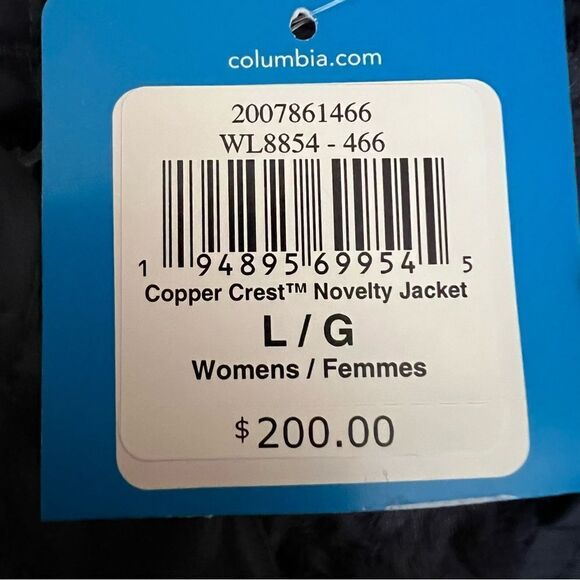 columbia.com
2007861466
WL8854 - 466
1 94895 69954 5
Copper Crest™ Novelty Jacket
L / G
Womens / Femmes
$200.00